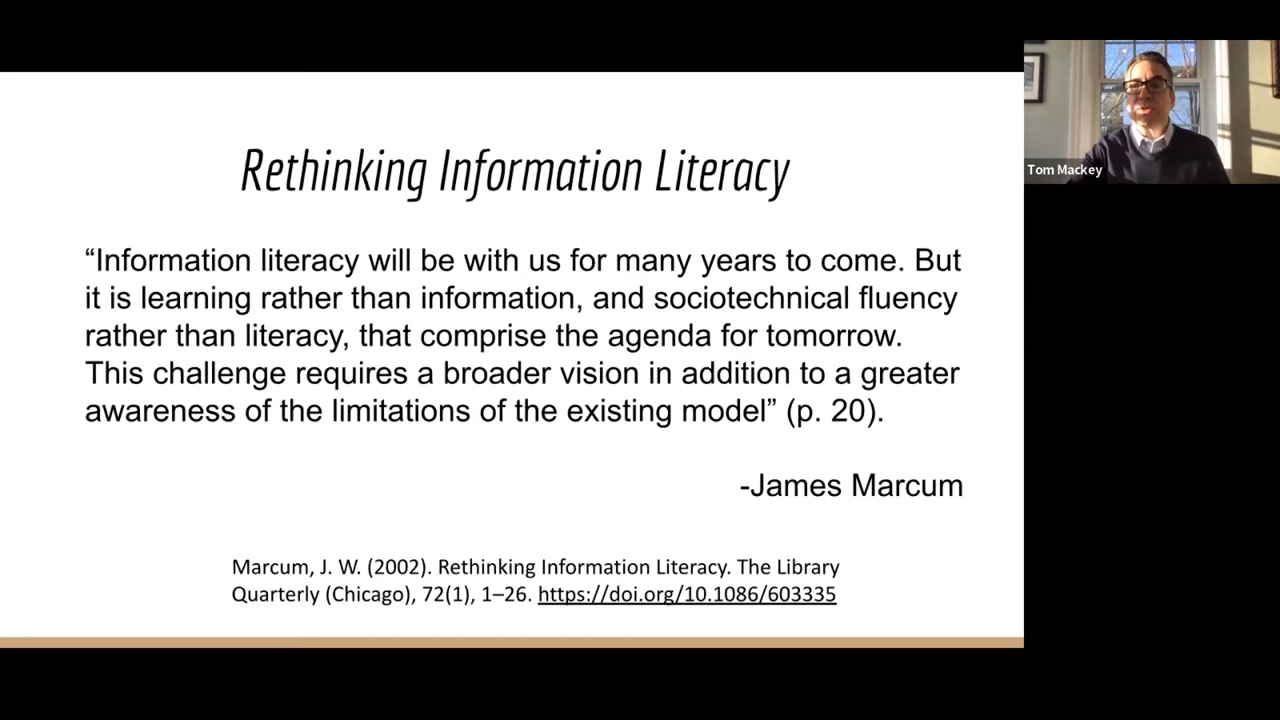 Rethinking Information Literacy
“Information literacy will be with us for many years to come. But
it is learning rather than information, and sociotechnical fluency
rather than literacy, that comprise the agenda for tomorrow.
This challenge requires a broader vision in addition to a greater
awareness of the limitations of the existing model” (p. 20).
-James Marcum
Marcum, J. W. (2002). Rethinking Information Literacy. The Library
Quarterly (Chicago), 72(1), 1–26. https://doi.org/10.1086/603335
Tom Mackey